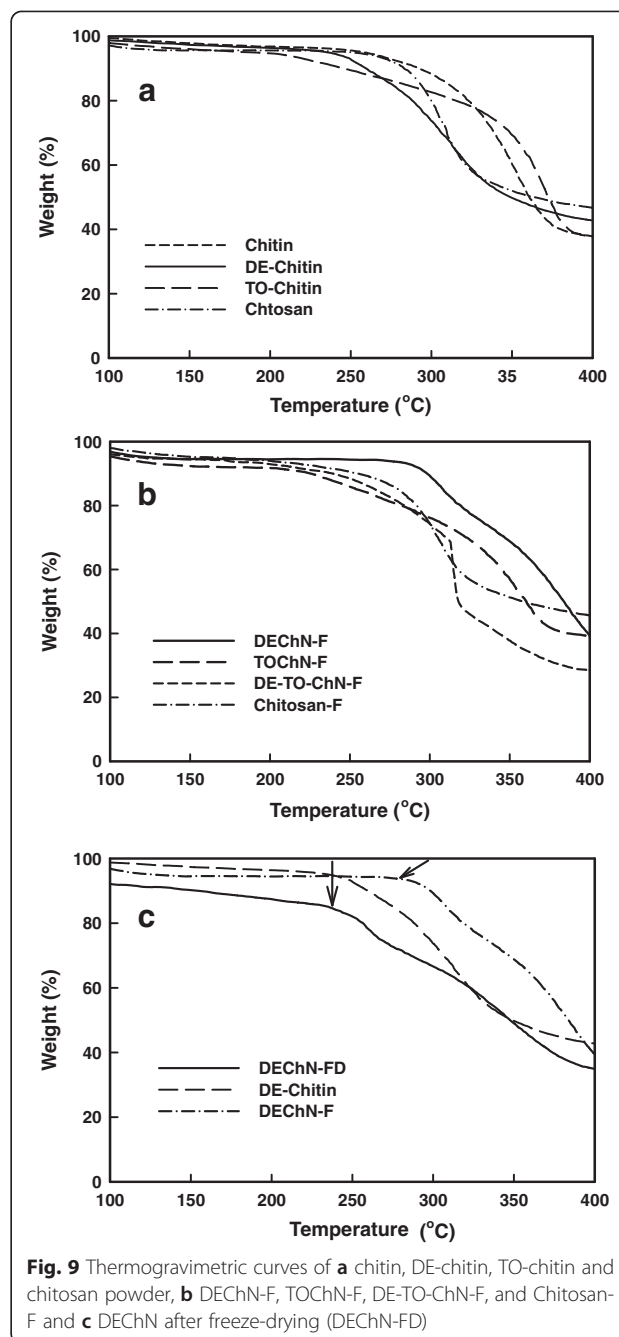 100
80
60
40
20
0
Weight (%)
a
Chitin
DE-Chitin
TO-Chitin
Chtosan
100 150 200 250 300 35 400
Temperature (°C)
100
80
60
40
20
0
Weight (%)
b
DEChN-F
TOChN-F
DE-TO-ChN-F
Chitosan-F
100 150 200 250 300 350 400
Temperature (°C)
100
80
60
40
20
0
Weight (%)
c
DEChN-FD
DE-Chitin
DEChN-F
100 150 200 250 300 350 400
Temperature (°C)
Fig. 9 Thermogravimetric curves of a chitin, DE-chitin, TO-chitin and
chitosan powder, b DEChN-F, TOChN-F, DE-TO-ChN-F, and Chitosan-
F and c DEChN after freeze-drying (DEChN-FD)